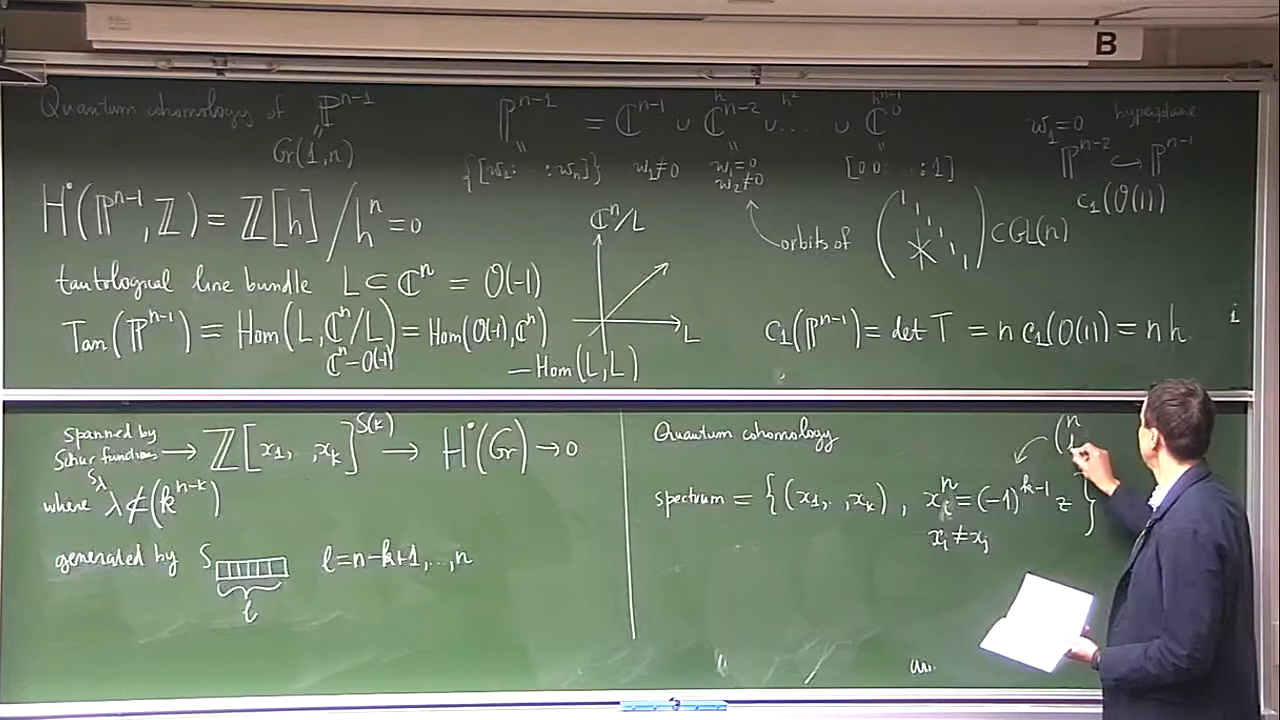 B
Quantum cohomology of ℙ^{n-1}
"
Gr(1,n)
ℙ^{n-1} = ℂ^{n-1} ∪ ℂ^{n-2} ∪ ... ∪ ℂ^0
h h^2 h^{n-1}
{[w_1: :w_n]} w_1≠0 w_1=0 w_2≠0 [0:0: ... :1]
w_1=0 hyperplane
ℙ^{n-2} ↪ ℙ^{n-1}
c_1(O(1))
orbits of ( * ) ⊂ GL(n)
H^•(ℙ^{n-1}, ℤ) = ℤ[h]/h^n=0
tautological line bundle L ⊂ ℂ^n = O(-1)
Tan(ℙ^{n-1}) = Hom(L, ℂ^n/L) = Hom(O(-1), ℂ^n)
ℂ^n - O(-1)
- Hom(L,L)
ℂ^n/L
L
c_1(ℙ^{n-1}) = det T = n c_1(O(1)) = n h
i
spanned by
Schur functions → ℤ[x_1, ,x_k]^{S(k)} → H^•(Gr) → 0
s_λ
where λ ⊄ (k^{n-k})
generated by S_{▭▭▭▭▭▭} l=n-k+1,...,n
l
Quantum cohomology
(n
spectrum = {(x_1, ,x_k), x_i^n = (-1)^{k-1} z }
x_i ≠ x_j